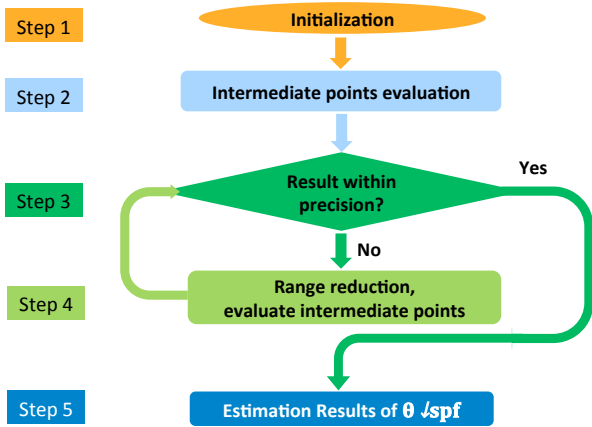 Step 1
Initialization
Step 2
Intermediate points evaluation
Step 3
Result within
precision?
Yes
No
Step 4
Range reduction,
evaluate intermediate points
Step 5
Estimation Results of θ ↓spf